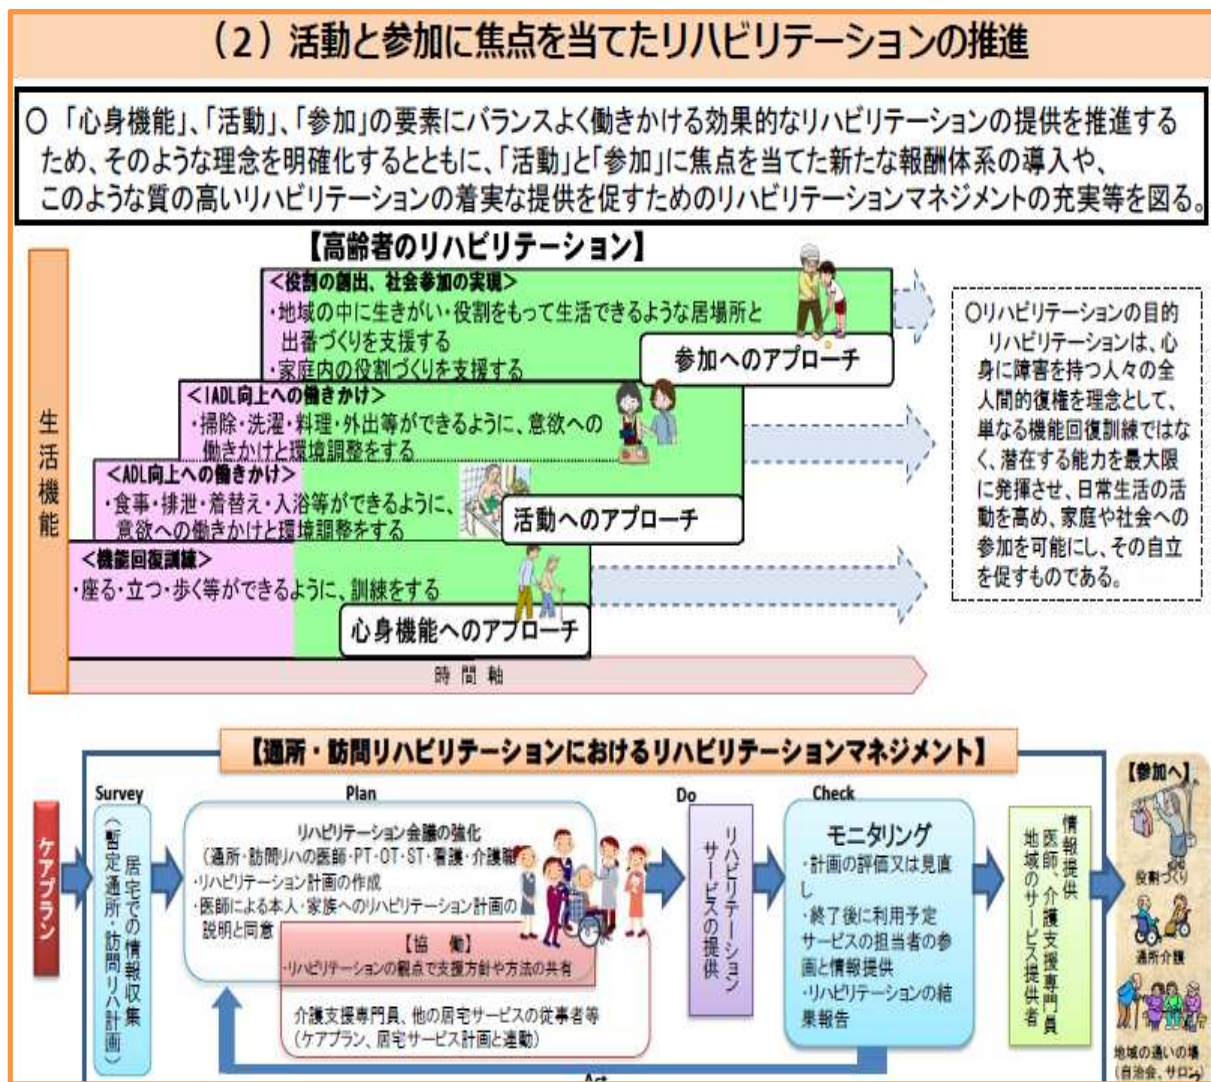 （２）活動と参加に焦点を当てたリハビリテーションの推進
○ 「心身機能」、「活動」、「参加」の要素にバランスよく働きかける効果的なリハビリテーションの提供を推進する
ため、そのような理念を明確化するとともに、「活動」と「参加」に焦点を当てた新たな報酬体系の導入や、
このような質の高いリハビリテーションの着実な提供を促すためのリハビリテーションマネジメントの充実等を図る。
【高齢者のリハビリテーション】
生活機能
＜役割の創出、社会参加の実現＞
・地域の中に生きがい・役割をもって生活できるような居場所と
出番づくりを支援する
・家庭内の役割づくりを支援する
参加へのアプローチ
＜IADL向上への働きかけ＞
・掃除・洗濯・料理・外出等ができるように、意欲への
働きかけと環境調整をする
＜ADL向上への働きかけ＞
・食事・排泄・着替え・入浴等ができるように、
意欲への働きかけと環境調整をする
活動へのアプローチ
＜機能回復訓練＞
・座る・立つ・歩く等ができるように、訓練をする
心身機能へのアプローチ
時間軸
○リハビリテーションの目的
リハビリテーションは、心
身に障害を持つ人々の全
人間的復権を理念として、
単なる機能回復訓練ではな
く、潜在する能力を最大限
に発揮させ、日常生活の活
動を高め、家庭や社会への
参加を可能にし、その自立
を促すものである。
【通所・訪問リハビリテーションにおけるリハビリテーションマネジメント】
ケアプラン
Survey
居宅での情報収集
（暫定通所・訪問リハ計画）
Plan
リハビリテーション会議の強化
（通所・訪問リハの医師・PT・OT・ST・看護・介護職
・リハビリテーション計画の作成
・医師による本人・家族へのリハビリテーション計画の
説明と同意
【協 働】
・リハビリテーションの観点で支援方針や方法の共有
介護支援専門員、他の居宅サービスの従事者等
（ケアプラン、居宅サービス計画と連動）
Do
リハビリテーション
サービスの提供
Check
モニタリング
・計画の評価又は見直
し
・終了後に利用予定
サービスの担当者の参
画と情報提供
・リハビリテーションの結
果報告
Act
情報提供
医師、介護支援専門員
地域のサービス提供者
【参加へ】
役割づくり
通所介護
地域の通いの場
（自治会、サロン）